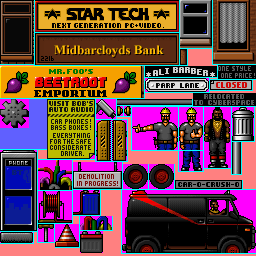 STAR TECH
NEXT GENERATION PC+VIDEO.
2216
Midbarcloyds Bank
MR.FOO'S
BEETROOT
EMPORIUM
ALI BARBER
PARP LANE
ONE STYLE
ONE PRICE!
CLOSED
RELOCATED
TO CYBERSPACE
VISIT BOB'S
AUTO AUDIO
CAR PHONES
BASS BOXES
EVERYTHING
FOR THE SAFE
CONSIDERATE
DRIVER.
PHONE
DEMOLITION
IN PROGRESS!
CAR-O-CRUSH-O